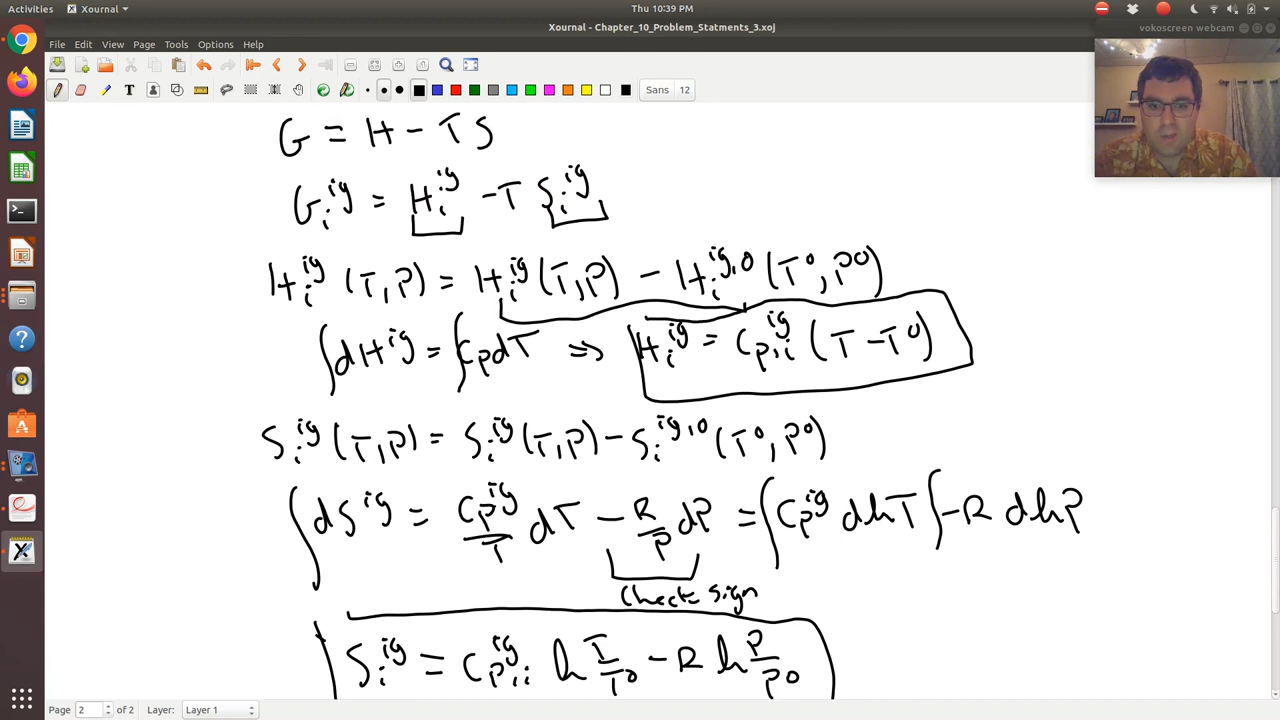 Activities Xournal Thu 10:39 PM
Xournal - Chapter_10_Problem_Statments_3.xoj
vokoscreen webcam
File Edit View Page Tools Options Help
Sans 12
G = H - TS
G_i^ig = H_i^ig - T S_i^ig
H_i^ig (T,P) = H_i^ig (T,P) - H_i^ig,0 (T^0, P^0)
∫dH^ig = ∫C_P dT ⇒ H_i^ig = C_P,i^ig (T - T^0)
S_i^ig (T,P) = S_i^ig (T,P) - S_i^ig,0 (T^0, P^0)
∫dS^ig = C_P^ig/T dT - R/P dP = ∫C_P^ig dlnT ∫-R dlnP
Check sign
S_i^ig = C_P,i^ig ln T/T^0 - R ln P/P^0
Page 2 of 2 Layer: Layer 1